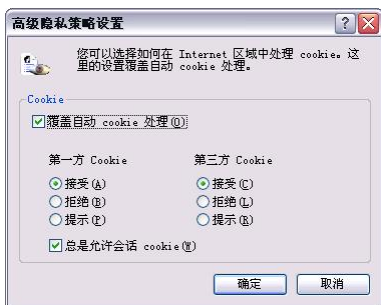 高级隐私策略设置
您可以选择如何在 Internet 区域中处理 cookie。这
里的设置覆盖自动 cookie 处理。
Cookie
覆盖自动 cookie 处理(O)
第一方 Cookie 第三方 Cookie
接受(A) 接受(C)
拒绝(B) 拒绝(L)
提示(P) 提示(R)
总是允许会话 cookie(W)
确定 取消